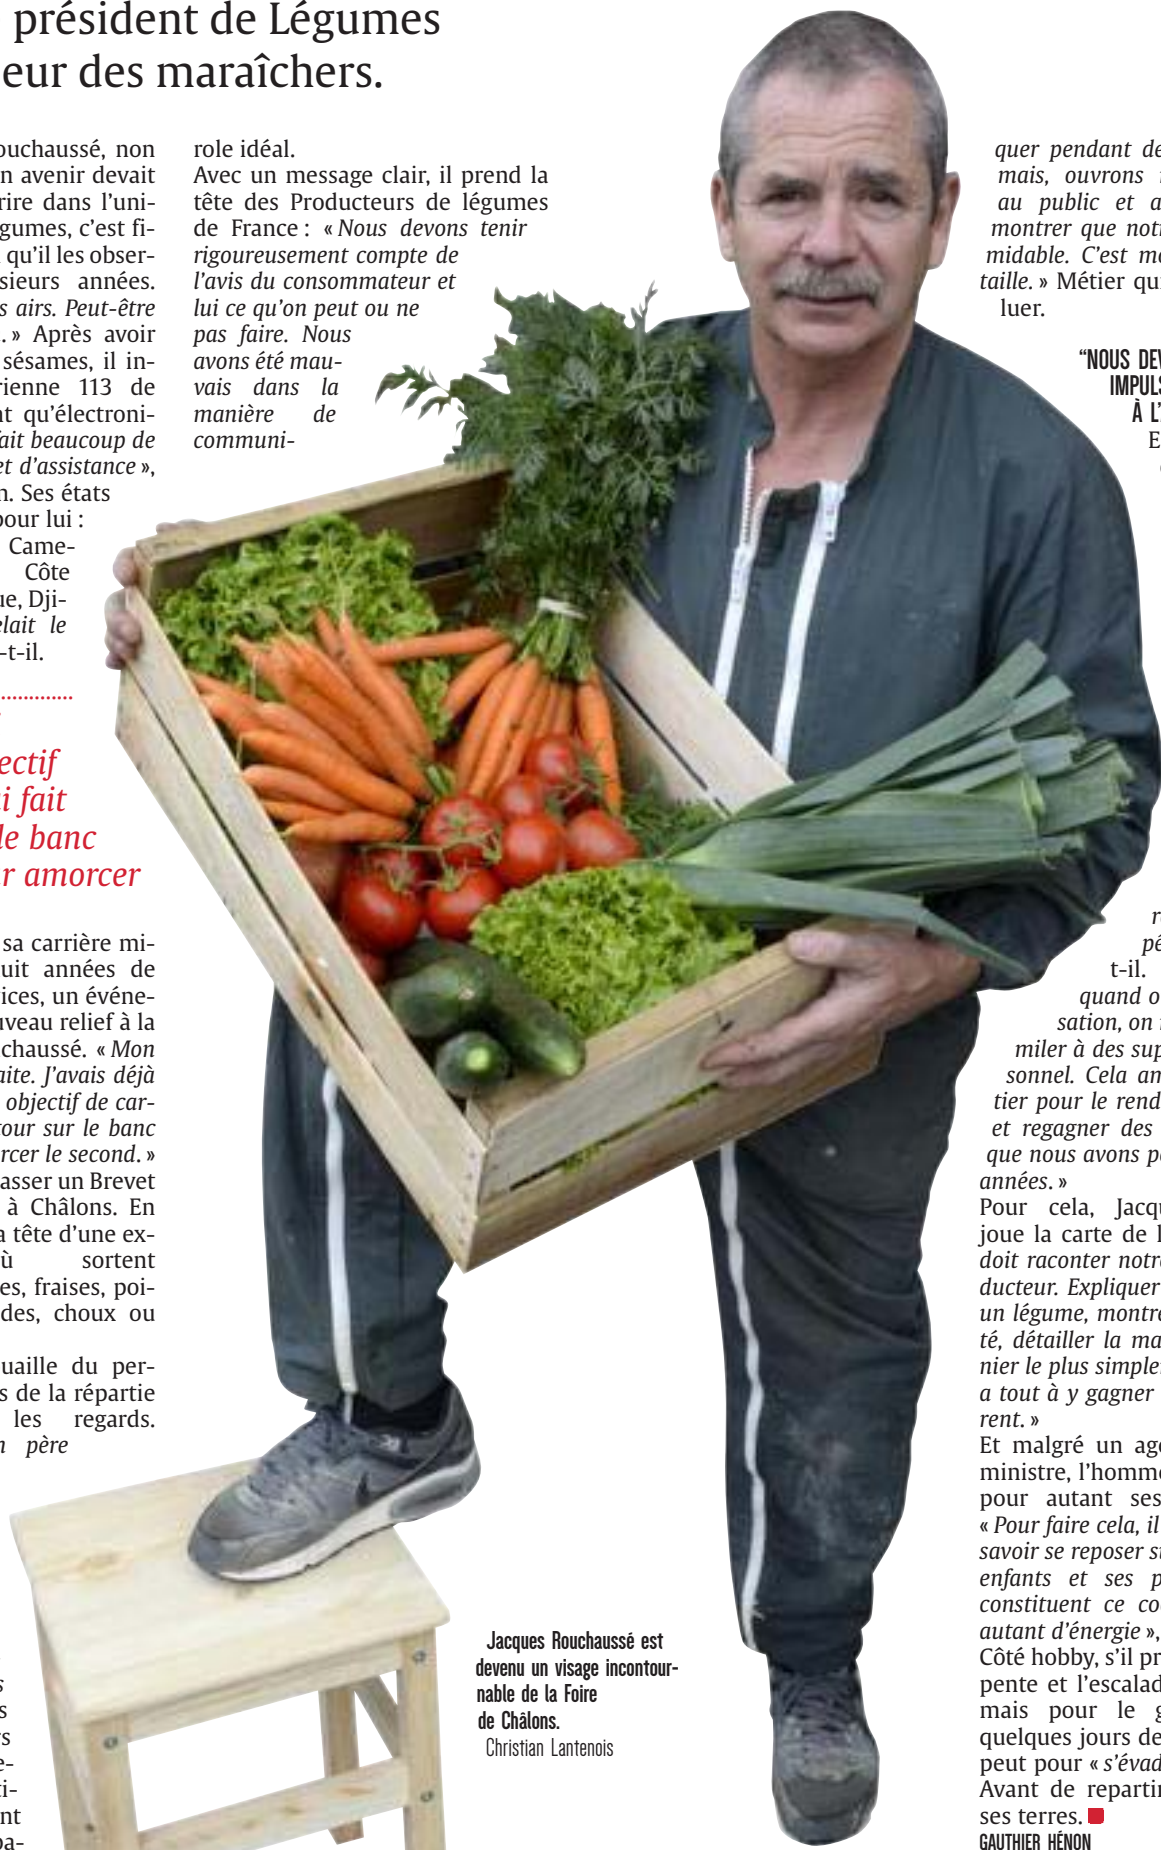 président de Légumes
eur des maraîchers.
ouchaussé, non
n avenir devait
rire dans l'uni-
gumes, c'est fi-
qu'il les obser-
sieurs années.
s airs. Peut-être
. » Après avoir
sésames, il in-
rienne 113 de
nt qu'électroni-
fait beaucoup de
et d'assistance »,
n. Ses états
pour lui :
Came-
Côte
ue, Dji-
elait le
-t-il.
ectif
i fait
le banc
r amorcer
sa carrière mi-
uit années de
ices, un événe-
uveau relief à la
chaussé. « Mon
aite. J'avais déjà
objectif de car-
tour sur le banc
rcer le second. »
asser un Brevet
à Châlons. En
a tête d'une ex-
ù sortent
es, fraises, poi-
des, choux ou
uaille du per-
s de la répartie
les regards.
n père
s
s
rs
e-
ti-
nt
pa-
role idéal.
Avec un message clair, il prend la
tête des Producteurs de légumes
de France : « Nous devons tenir
rigoureusement compte de
l'avis du consommateur et
lui ce qu'on peut ou ne
pas faire. Nous
avons été mau-
vais dans la
manière de
communi-
Jacques Rouchaussé est
devenu un visage incontour-
nable de la Foire
de Châlons.
Christian Lantenois
quer pendant de
mais, ouvrons
au public et a
montrer que notr
midable. C'est mo
taille. » Métier qui
luer.
“NOUS DEV
IMPULS
À L'
E
re
pé
t-il.
quand o
sation, on
miler à des sup
sonnel. Cela am
tier pour le rend
et regagner des
que nous avons pe
années. »
Pour cela, Jacqu
joue la carte de l
doit raconter notre
ducteur. Expliquer
un légume, montre
té, détailler la ma
nier le plus simple
a tout à y gagner
rent. »
Et malgré un age
ministre, l'homme
pour autant ses
« Pour faire cela, il
savoir se reposer su
enfants et ses p
constituent ce co
autant d'énergie »,
Côté hobby, s'il pr
pente et l'escalad
mais pour le g
quelques jours de
peut pour « s'évad
Avant de repartir
ses terres.
GAUTHIER HÉNON